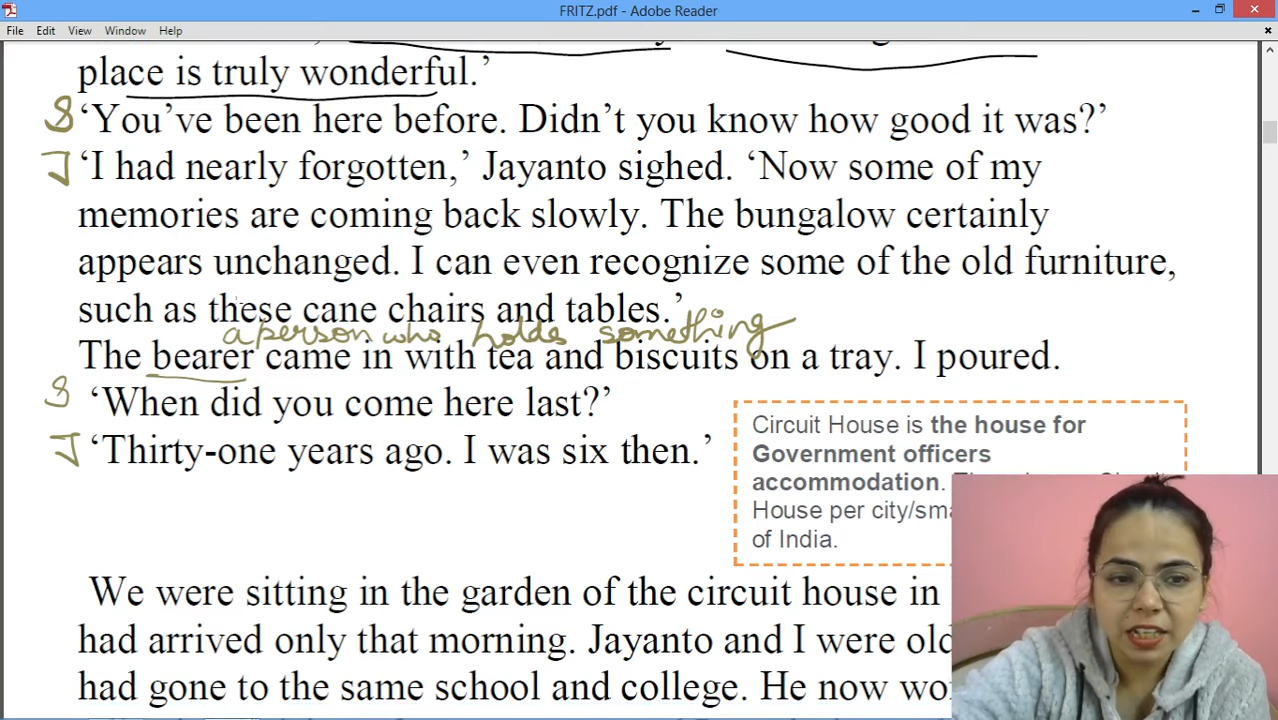 FRITZ.pdf - Adobe Reader
File Edit View Window Help
place is truly wonderful.’
S ‘You’ve been here before. Didn’t you know how good it was?’
J ‘I had nearly forgotten,’ Jayanto sighed. ‘Now some of my
memories are coming back slowly. The bungalow certainly
appears unchanged. I can even recognize some of the old furniture,
such as these cane chairs and tables.’
a person who holds something
The bearer came in with tea and biscuits on a tray. I poured.
S ‘When did you come here last?’
J ‘Thirty-one years ago. I was six then.’
Circuit House is the house for
Government officers
accommodation.
House per city/sma
of India.
We were sitting in the garden of the circuit house in
had arrived only that morning. Jayanto and I were old
had gone to the same school and college. He now wo